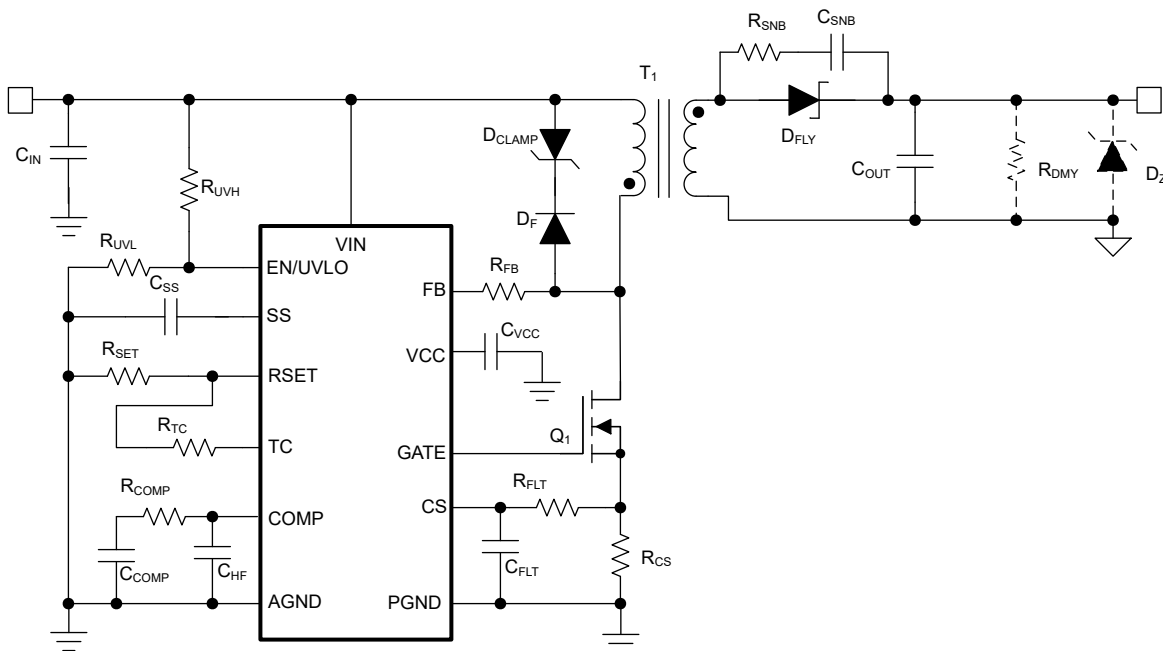 RSNB
CSNB
T1
DCLAMP
DFLY
CIN
RUVH
COUT
RDMY
DZ
DF
RUVL
VIN
EN/UVLO
RFB
FB
CSS
SS
CVCC
VCC
RSET
RSET
RTC
TC
Q1
GATE
RCOMP
RFLT
COMP
CS
CCOMP
CHF
CFLT
RCS
AGND
PGND